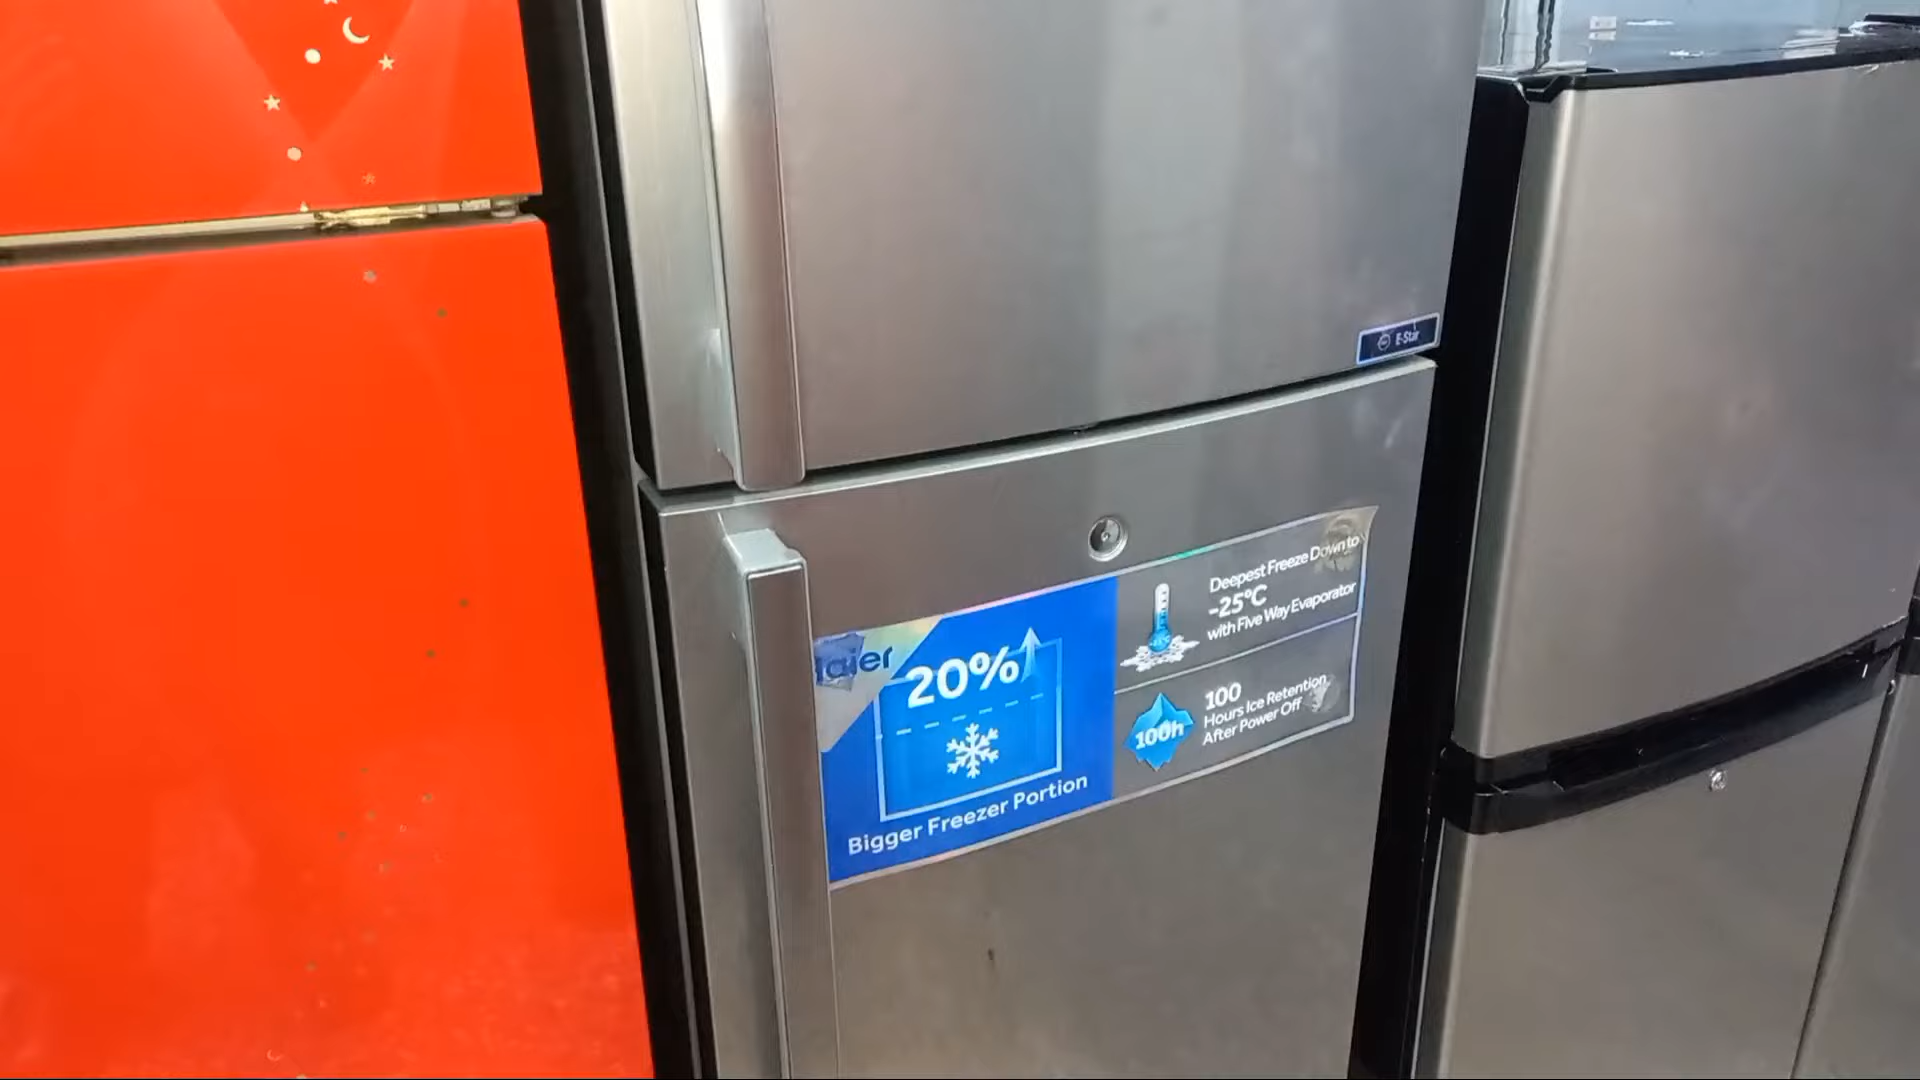 E-Star
Haier
20%
Bigger Freezer Portion
Deepest Freeze Down to
-25°C
with Five Way Evaporator
100h
100
Hours Ice Retention
After Power Off